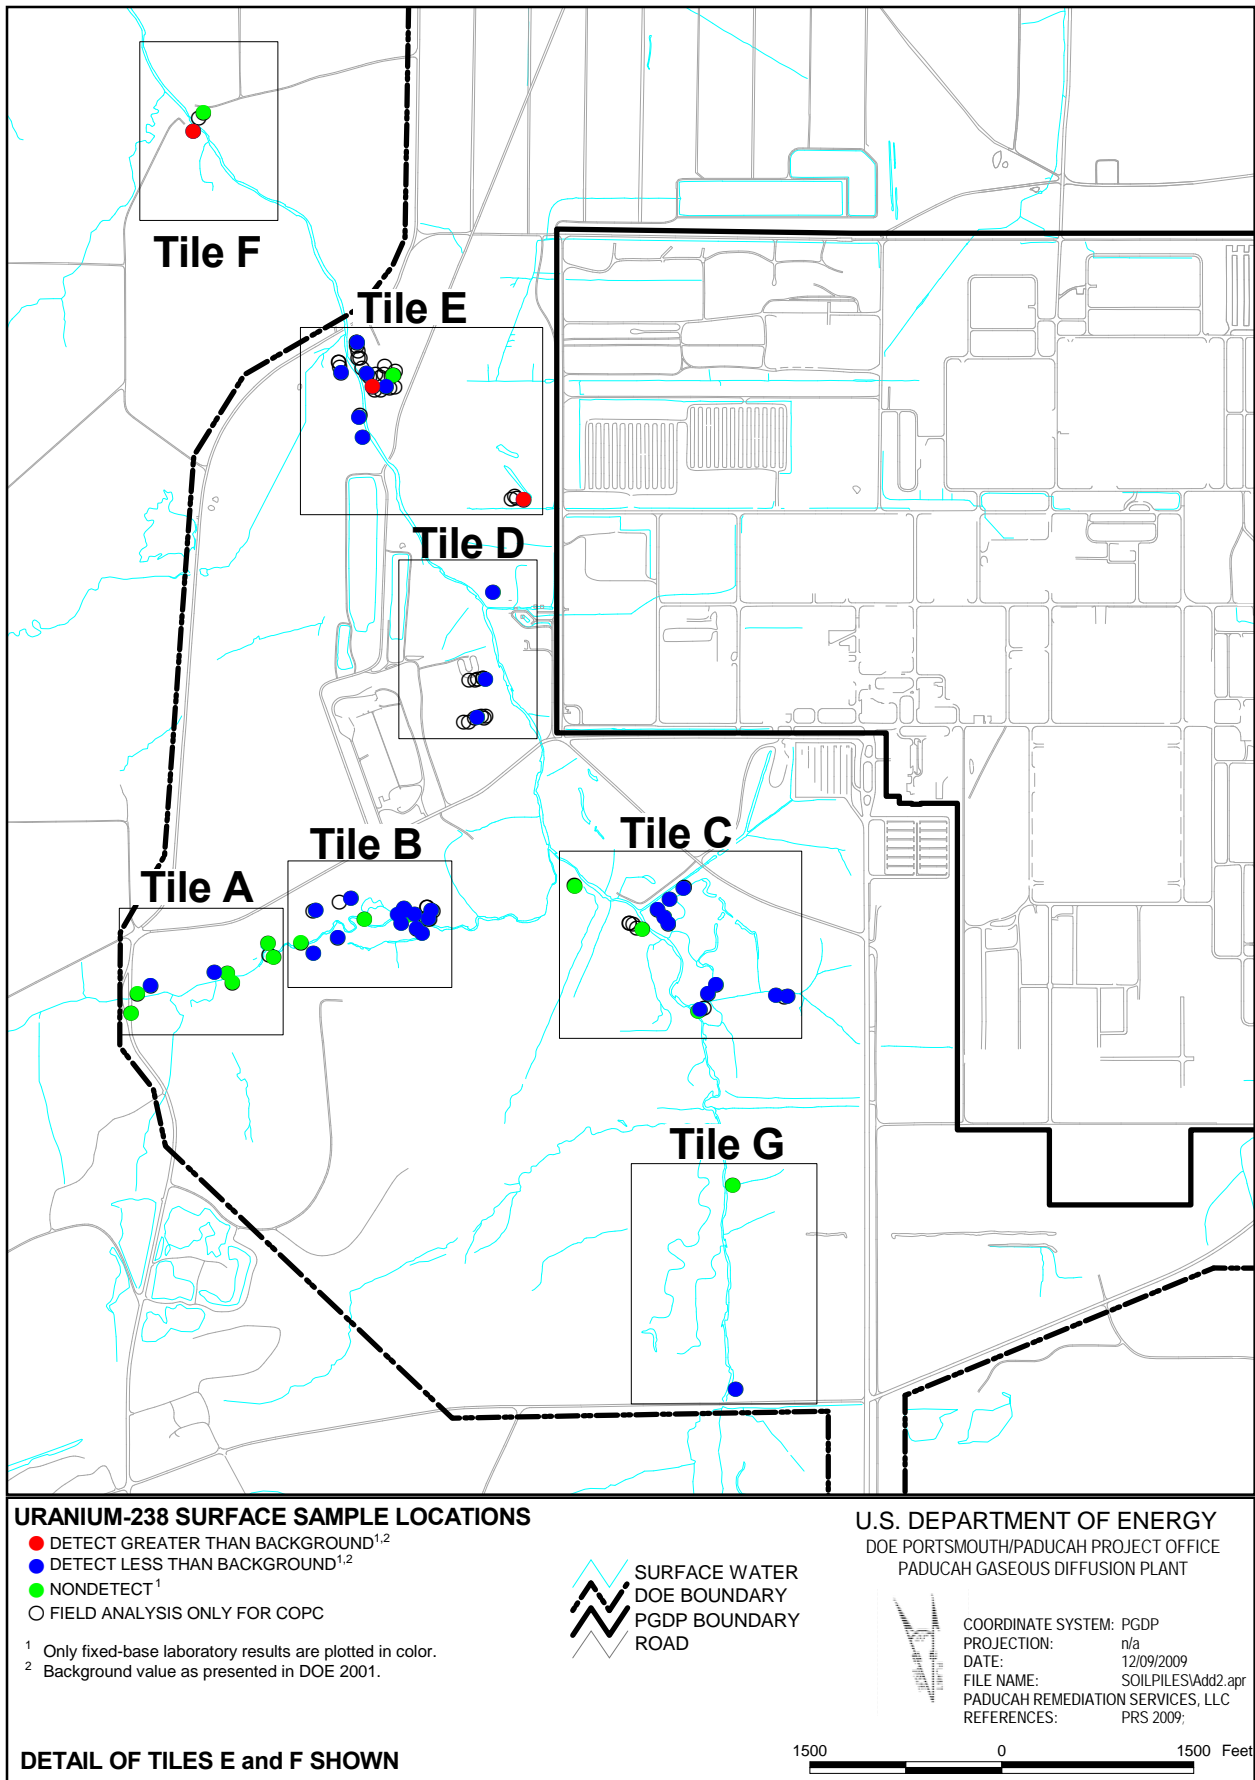 Tile F
Tile E
Tile D
Tile C
Tile B
Tile A
Tile G
URANIUM-238 SURFACE SAMPLE LOCATIONS
DETECT GREATER THAN BACKGROUND1,2
DETECT LESS THAN BACKGROUND1,2
NONDETECT1
FIELD ANALYSIS ONLY FOR COPC
1 Only fixed-base laboratory results are plotted in color.
2 Background value as presented in DOE 2001.
DETAIL OF TILES E and F SHOWN
SURFACE WATER
DOE BOUNDARY
PGDP BOUNDARY
ROAD
U.S. DEPARTMENT OF ENERGY
DOE PORTSMOUTH/PADUCAH PROJECT OFFICE
PADUCAH GASEOUS DIFFUSION PLANT
COORDINATE SYSTEM: PGDP
PROJECTION: n/a
DATE: 12/09/2009
FILE NAME: SOILPILES\Add2.apr
PADUCAH REMEDIATION SERVICES, LLC
REFERENCES: PRS 2009;
1500 0 1500 Feet